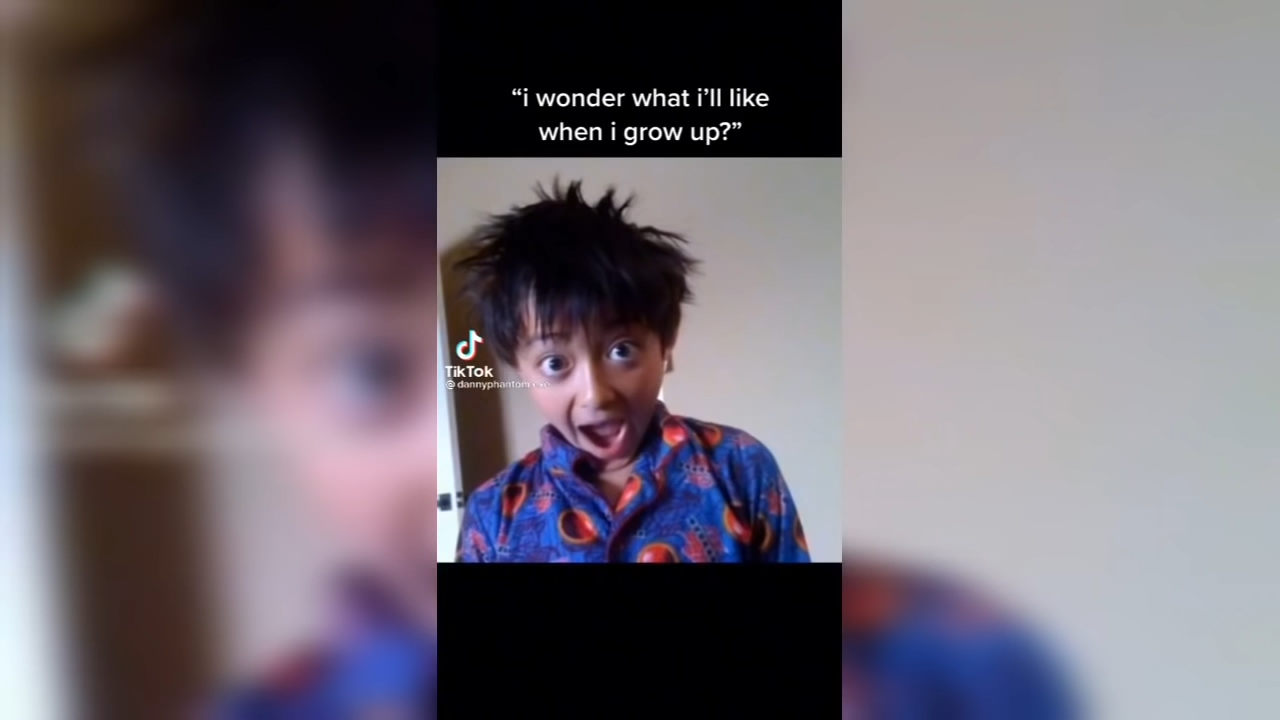 “i wonder what i’ll like
when i grow up?”
TikTok